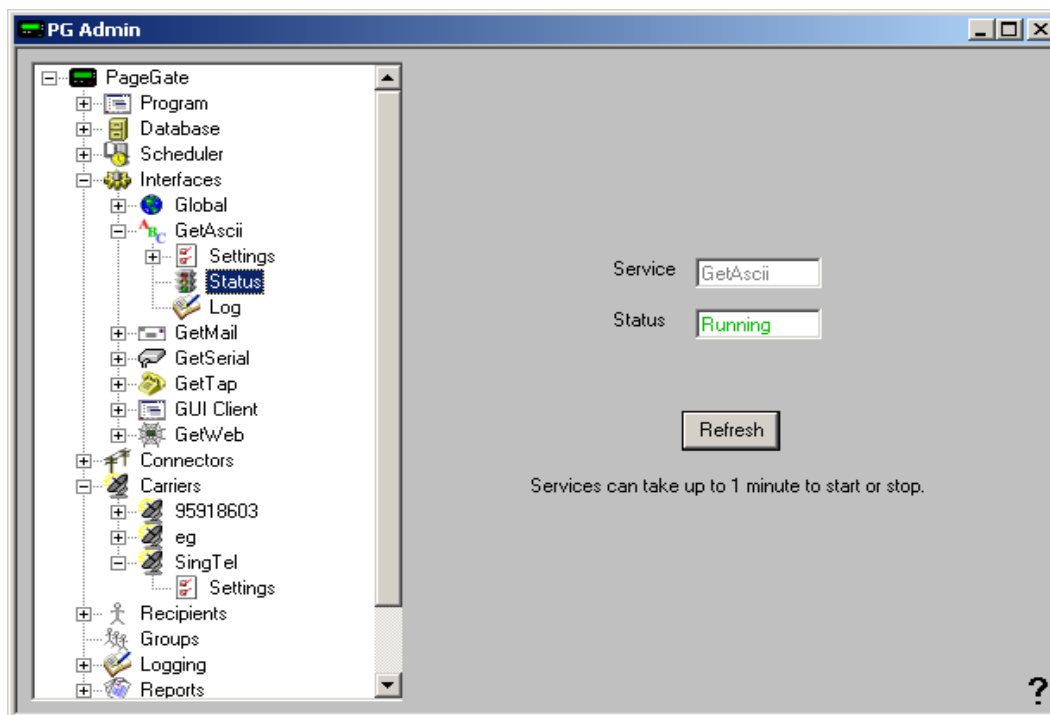 PG Admin
PageGate
Program
Database
Scheduler
Interfaces
Global
GetAscii
Settings
Status
Log
GetMail
GetSerial
GetTap
GUI Client
GetWeb
Connectors
Carriers
95918603
eg
SingTel
Settings
Recipients
Groups
Logging
Reports
Service GetAscii
Status Running
Refresh
Services can take up to 1 minute to start or stop.
?